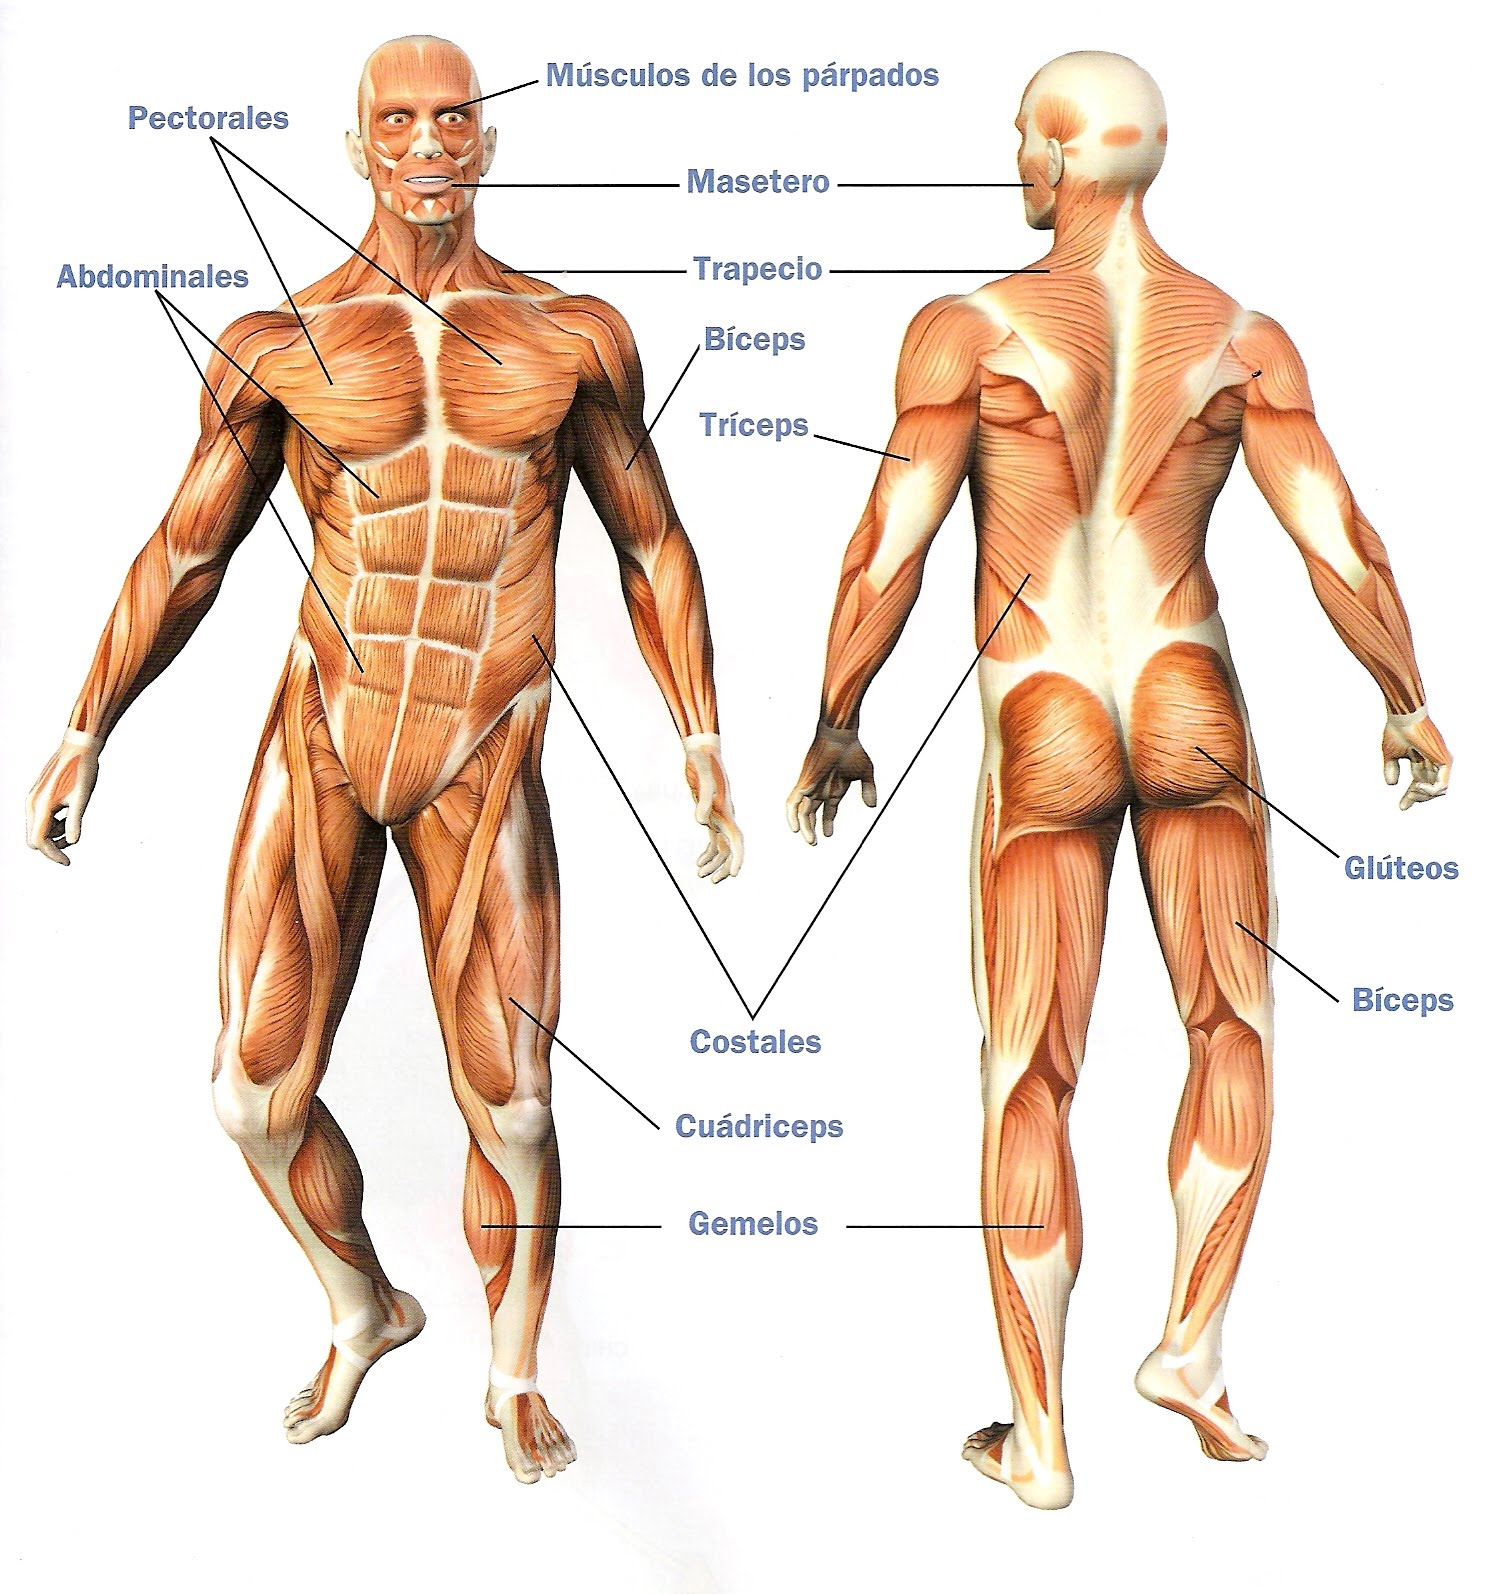 Músculos de los párpados
Pectorales
Masetero
Trapecio
Abdominales
Bíceps
Tríceps
Glúteos
Bíceps
Costales
Cuádriceps
Gemelos